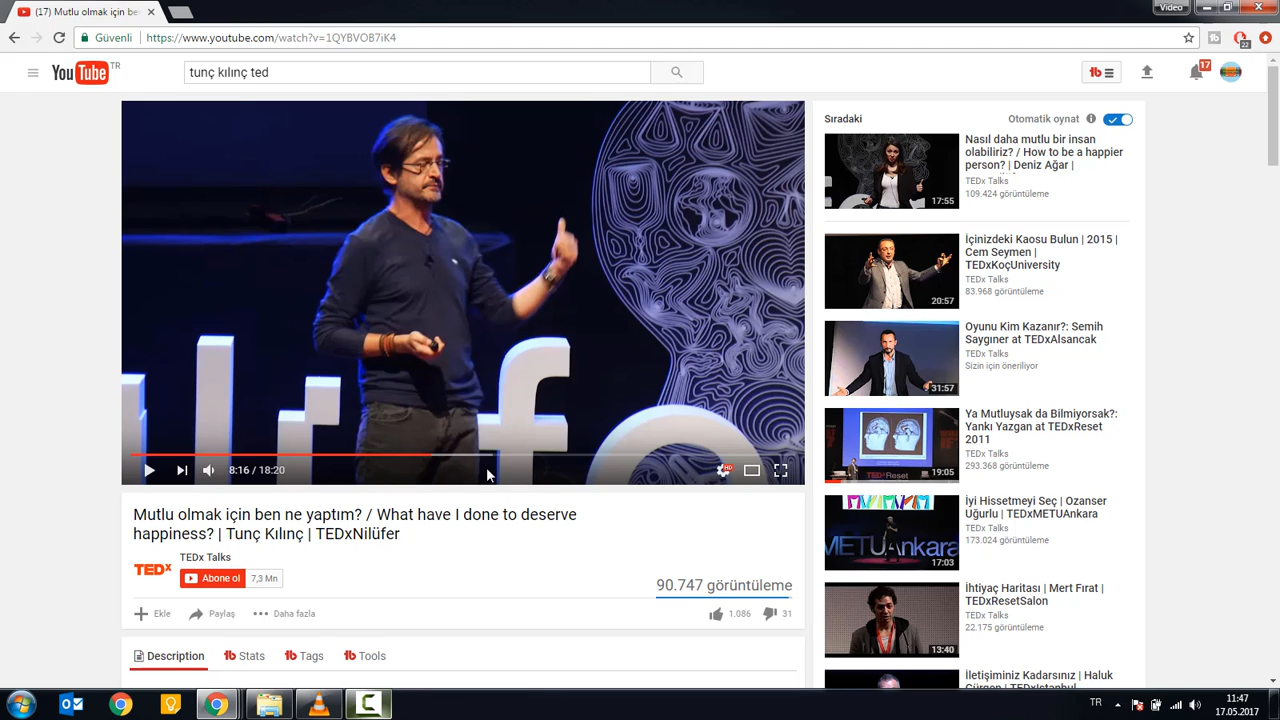 (17) Mutlu olmak için be
Video
Güvenli
https://www.youtube.com/watch?v=1QYBVOB7iK4
22
YouTube TR
tunç kılınç ted
17
8:16 / 18:20
HD
Mutlu olmak için ben ne yaptım? / What have I done to deserve
happiness? | Tunç Kılınç | TEDxNilüfer
TEDx
TEDx Talks
Abone ol 7,3 Mn
90.747 görüntüleme
Ekle Paylaş Daha fazla
1.086 31
Description Stats Tags Tools
Sıradaki
Otomatik oynat
Nasıl daha mutlu bir insan
olabiliriz? / How to be a happier
person? | Deniz Ağar |
TEDx Talks
109.424 görüntüleme
17:55
İçinizdeki Kaosu Bulun | 2015 |
Cem Seymen |
TEDxKoçUniversity
TEDx Talks
83.968 görüntüleme
20:57
Oyunu Kim Kazanır?: Semih
Saygıner at TEDxAlsancak
TEDx Talks
Sizin için öneriliyor
31:57
Ya Mutluysak da Bilmiyorsak?:
Yankı Yazgan at TEDxReset
2011
TEDx Talks
293.368 görüntüleme
19:05
TEDxReset
İyi Hissetmeyi Seç | Ozanser
Uğurlu | TEDxMETUAnkara
TEDx Talks
173.024 görüntüleme
METUAnkara
17:03
İhtiyaç Haritası | Mert Fırat |
TEDxResetSalon
TEDx Talks
22.175 görüntüleme
13:40
İletişiminiz Kadarsınız | Haluk
TR
11:47
17.05.2017